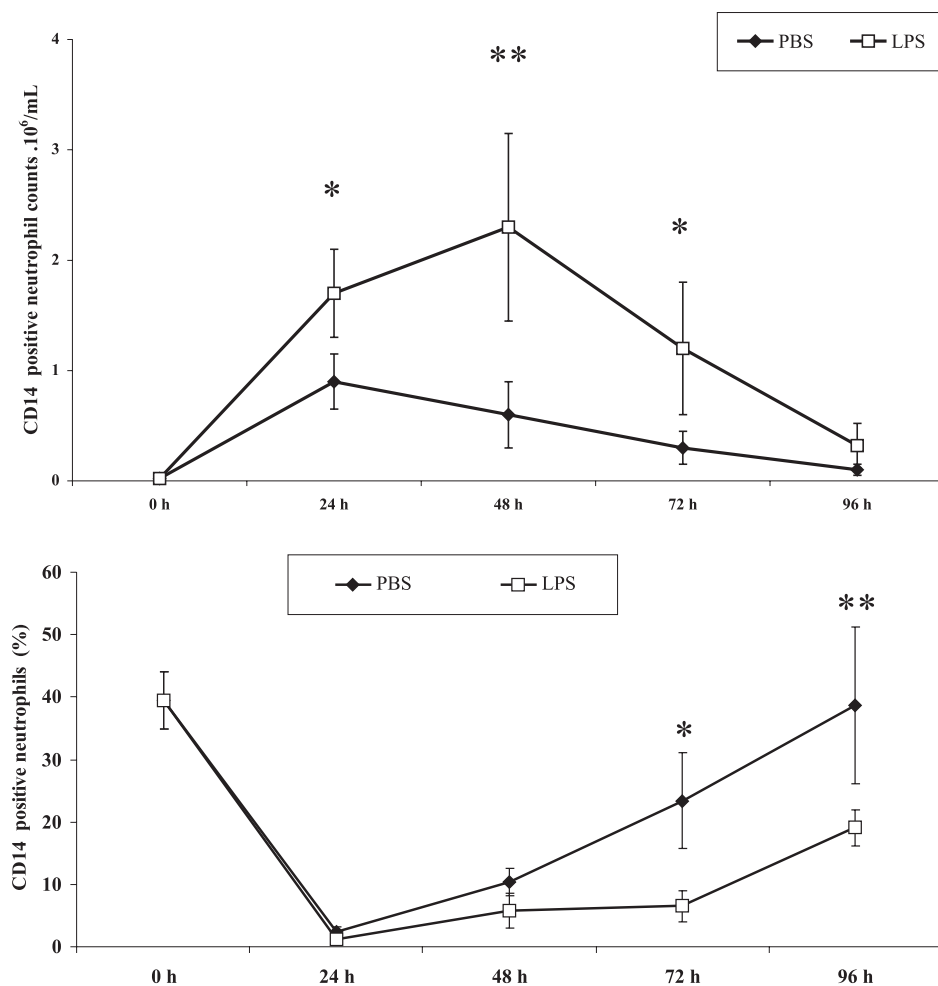 PBS LPS
4
**
3
*
*
2
1
0
0 h 24 h 48 h 72 h 96 h
CD14 positive neutrophil counts .10⁶/mL
PBS LPS
60
**
50
40
*
30
20
10
0
0 h 24 h 48 h 72 h 96 h
CD14 positive neutrophils (%)